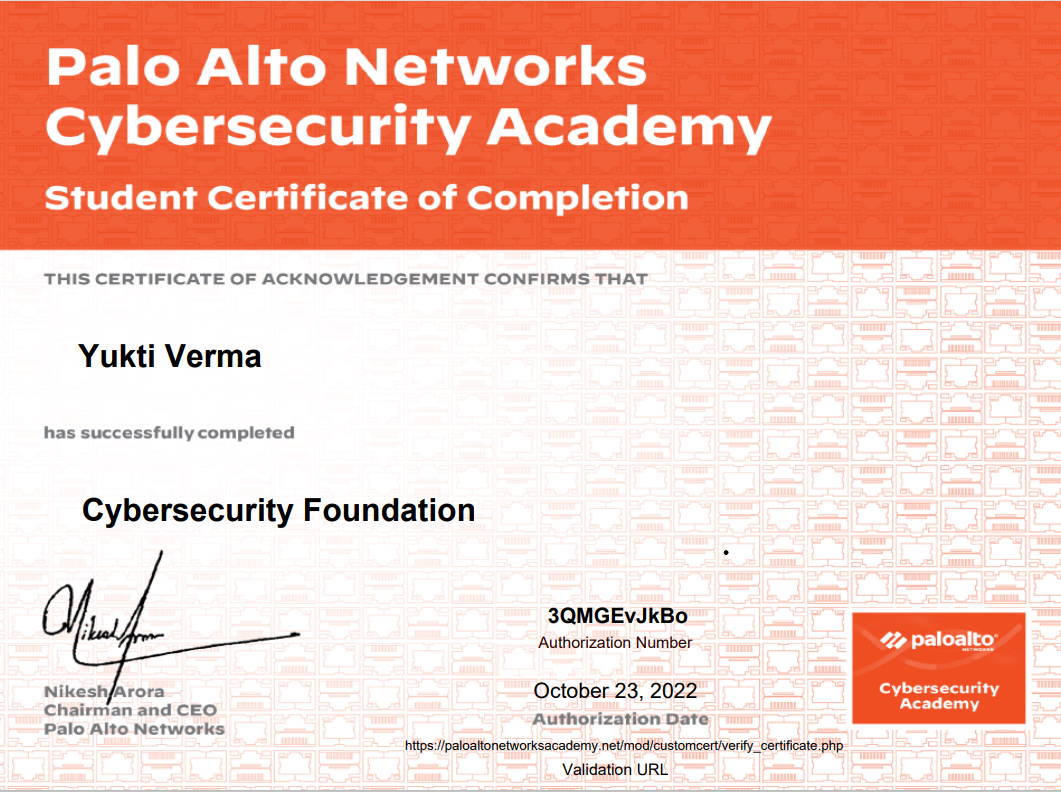 Palo Alto Networks
Cybersecurity Academy
Student Certificate of Completion
THIS CERTIFICATE OF ACKNOWLEDGEMENT CONFIRMS THAT
Yukti Verma
has successfully completed
Cybersecurity Foundation
.
Nikesh Arora
Nikesh Arora
Chairman and CEO
Palo Alto Networks
3QMGEvJkBo
Authorization Number
October 23, 2022
Authorization Date
https://paloaltonetworksacademy.net/mod/customcert/verify_certificate.php
Validation URL
paloalto®
NETWORKS
Cybersecurity
Academy